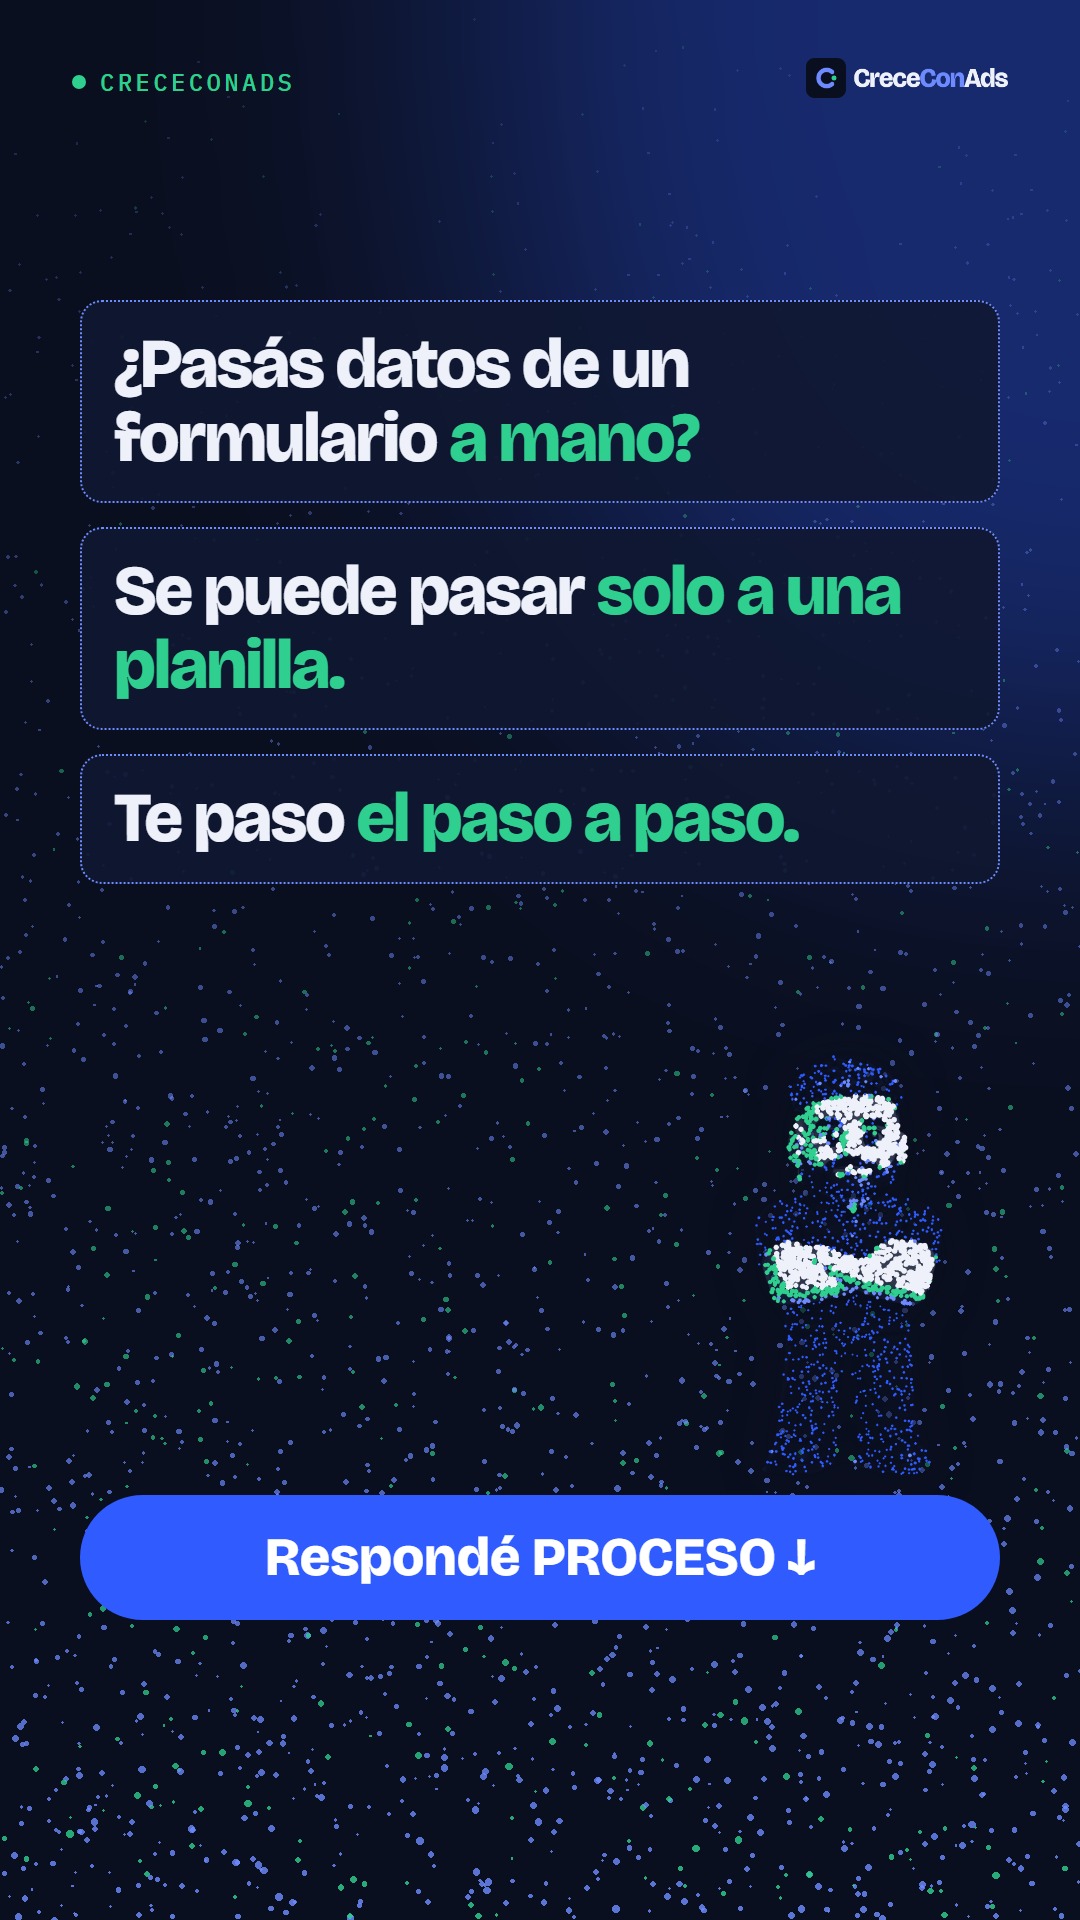 CRECECONADS
CreceConAds
¿Pasás datos de un
formulario a mano?
Se puede pasar solo a una
planilla.
Te paso el paso a paso.
Respondé PROCESO ↓